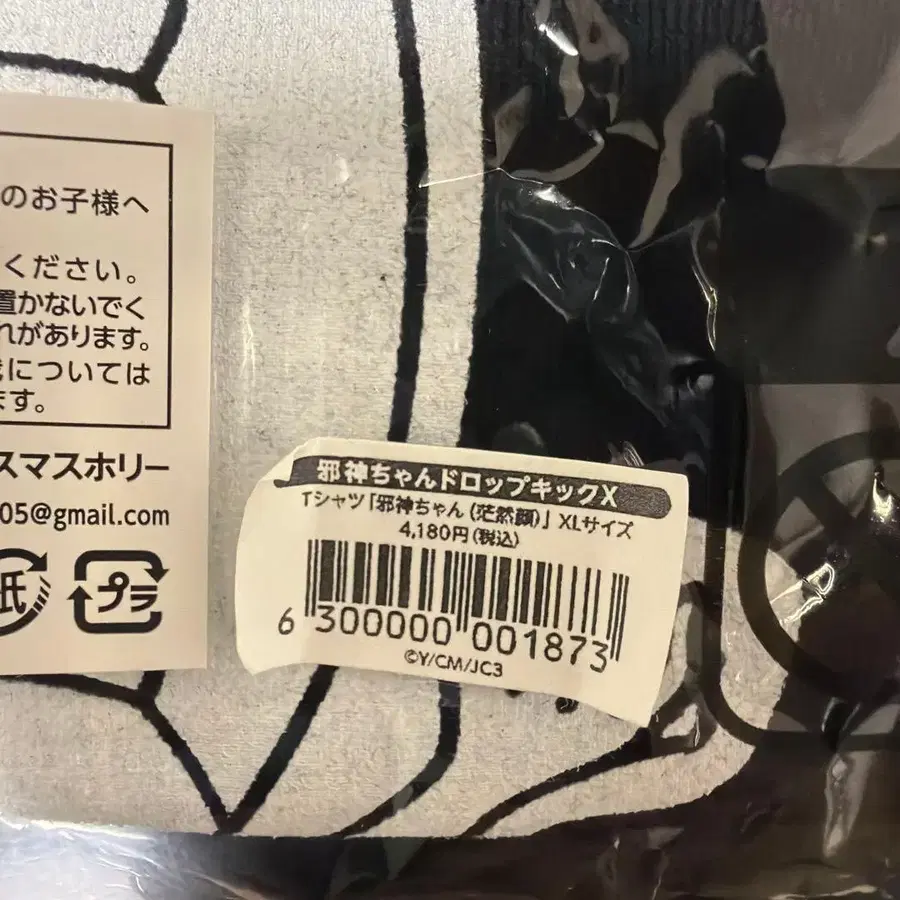 のお子様へ
ください。
置かないでく
れがあります。
については
ます。
スマスホリー
05@gmail.com
紙
プラ
邪神ちゃんドロップキックX
Tシャツ「邪神ちゃん(茫然顔)」 XLサイズ
4,180円(税込)
6 300000 001873
©Y/CM/JC3